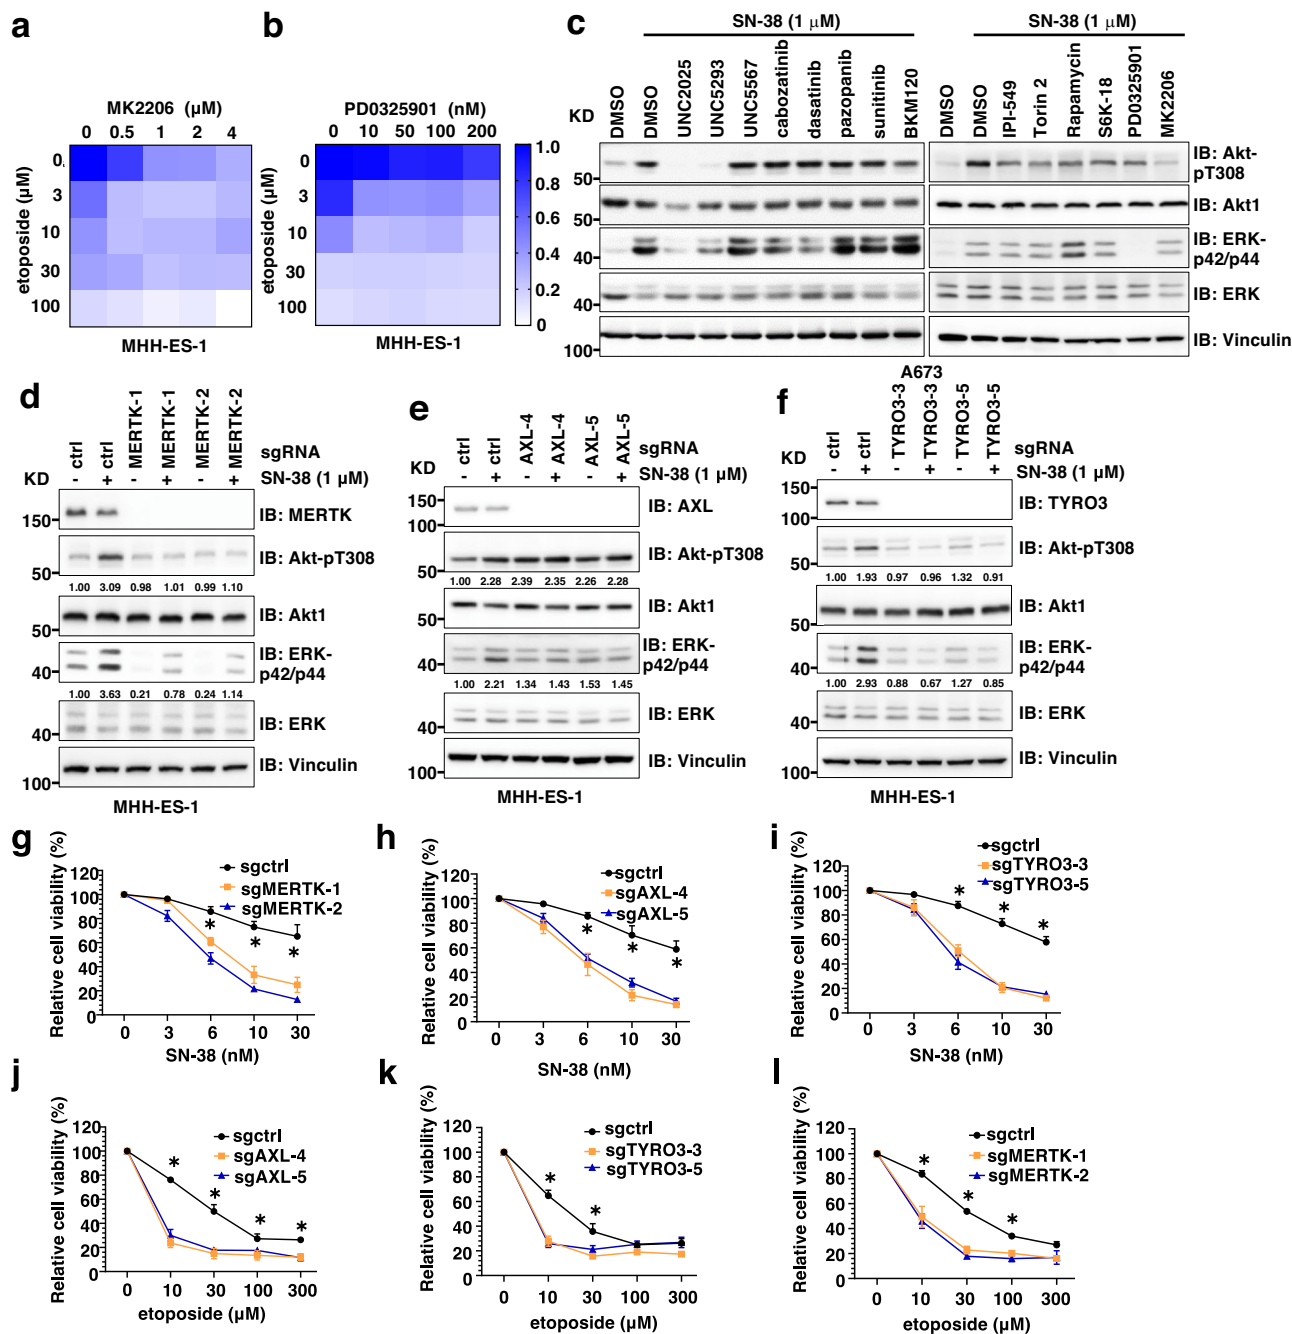 a
MK2206 (μM)
0 0.5 1 2 4
etoposide (μM)
0
3
10
30
100
MHH-ES-1
b
PD0325901 (nM)
0 10 50 100 200
etoposide (μM)
0
3
10
30
100
1.0
0.8
0.6
0.4
0.2
0
MHH-ES-1
c
SN-38 (1 μM)
SN-38 (1 μM)
KD
DMSO DMSO UNC2025 UNC5293 UNC5567 cabozatinib dasatinib pazopanib sunitinib BKM120
DMSO DMSO IPI-549 Torin 2 Rapamycin S6K-18 PD0325901 MK2206
50
IB: Akt-
pT308
50
IB: Akt1
40
IB: ERK-
p42/p44
40
IB: ERK
100
IB: Vinculin
A673
d
ctrl ctrl MERTK-1 MERTK-1 MERTK-2 MERTK-2
sgRNA
KD - + - + - + SN-38 (1 μM)
150
IB: MERTK
50
IB: Akt-pT308
1.00 3.09 0.98 1.01 0.99 1.10
50
IB: Akt1
40
IB: ERK-
p42/p44
1.00 3.63 0.21 0.78 0.24 1.14
40
IB: ERK
100
IB: Vinculin
MHH-ES-1
e
ctrl ctrl AXL-4 AXL-4 AXL-5 AXL-5
sgRNA
KD - + - + - + SN-38 (1 μM)
150
100
IB: AXL
50
IB: Akt-pT308
1.00 2.28 2.39 2.35 2.26 2.28
50
IB: Akt1
40
IB: ERK-
p42/p44
1.00 2.21 1.34 1.43 1.53 1.45
40
IB: ERK
100
IB: Vinculin
MHH-ES-1
f
ctrl ctrl TYRO3-3 TYRO3-3 TYRO3-5 TYRO3-5
sgRNA
KD - + - + - + SN-38 (1 μM)
150
100
IB: TYRO3
50
IB: Akt-pT308
1.00 1.93 0.97 0.96 1.32 0.91
50
IB: Akt1
40
IB: ERK-
p42/p44
1.00 2.93 0.88 0.67 1.27 0.85
40
IB: ERK
100
IB: Vinculin
MHH-ES-1
g
Relative cell viability (%)
120
100
80
60
40
20
0
sgctrl
sgMERTK-1
sgMERTK-2
* * *
0 3 6 10 30
SN-38 (nM)
h
Relative cell viability (%)
120
100
80
60
40
20
0
sgctrl
sgAXL-4
sgAXL-5
* * *
0 3 6 10 30
SN-38 (nM)
i
Relative cell viability (%)
120
100
80
60
40
20
0
sgctrl
sgTYRO3-3
sgTYRO3-5
* * *
0 3 6 10 30
SN-38 (nM)
j
Relative cell viability (%)
120
100
80
60
40
20
0
sgctrl
sgAXL-4
sgAXL-5
* * * *
0 10 30 100 300
etoposide (μM)
k
Relative cell viability (%)
120
100
80
60
40
20
0
sgctrl
sgTYRO3-3
sgTYRO3-5
* *
0 10 30 100 300
etoposide (μM)
l
Relative cell viability (%)
120
100
80
60
40
20
0
sgctrl
sgMERTK-1
sgMERTK-2
* * *
0 10 30 100 300
etoposide (μM)